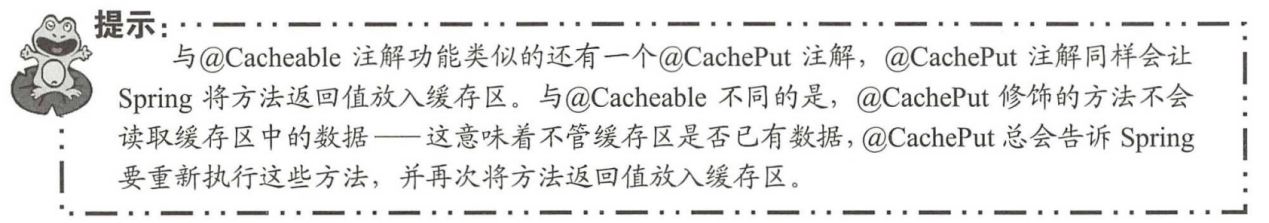 提示:
与@Cacheable 注解功能类似的还有一个@CachePut 注解，@CachePut 注解同样会让
Spring 将方法返回值放入缓存区。与@Cacheable 不同的是，@CachePut 修饰的方法不会
读取缓存区中的数据——这意味着不管缓存区是否已有数据，@CachePut 总会告诉 Spring
要重新执行这些方法，并再次将方法返回值放入缓存区。